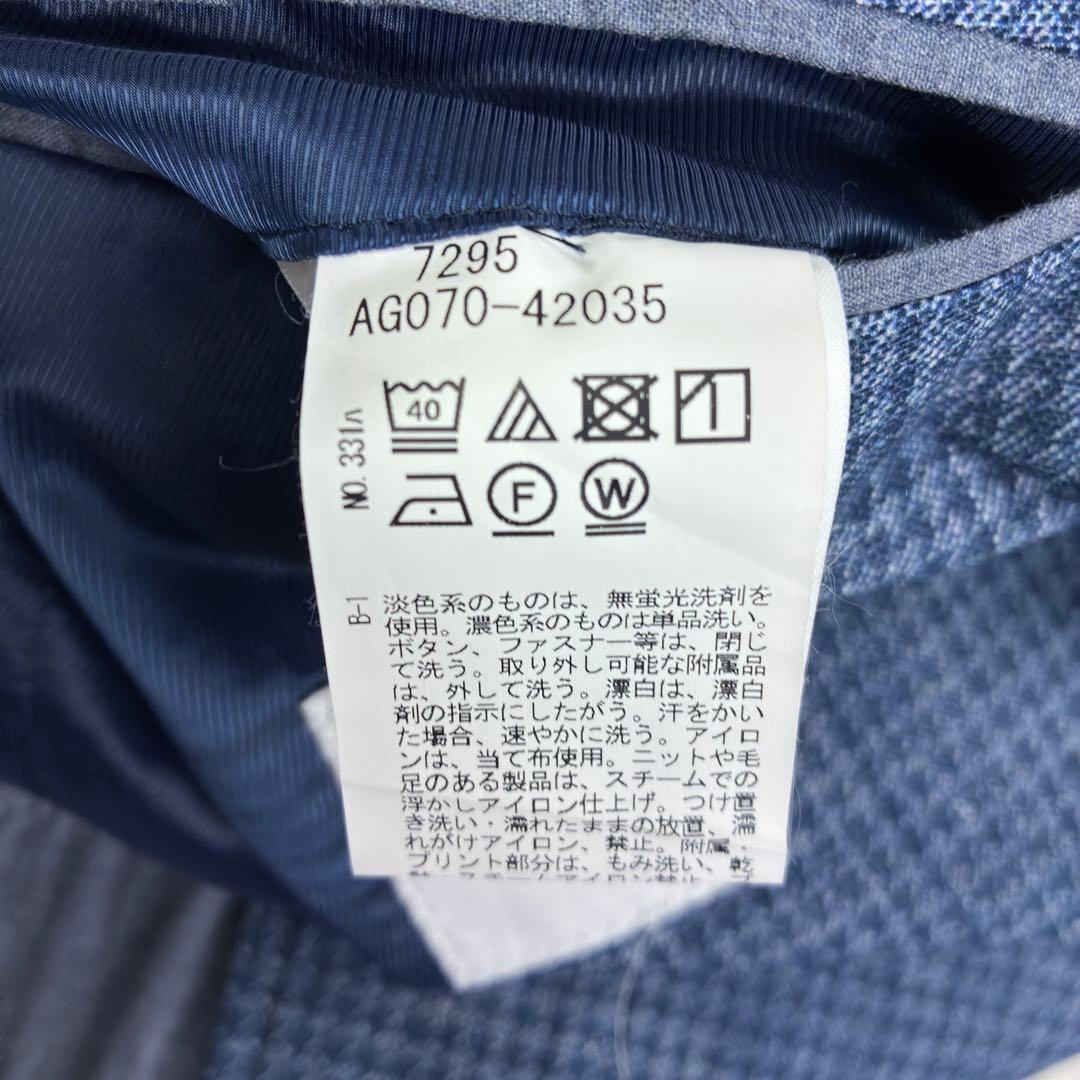 7295
AG070-42035
40
F
W
NO. 331ハ
B-1
淡色系のものは、無蛍光洗剤を
使用。濃色系のものは単品洗い。
ボタン、ファスナー等は、閉じ
て洗う。取り外し可能な附属品
は、外して洗う。漂白は、漂白
剤の指示にしたがう。汗をかい
た場合、速やかに洗う。アイロ
ンは、当て布使用。ニットや毛
足のある製品は、スチームでの
浮かしアイロン仕上げ。つけ置
き洗い・濡れたままの放置、濡
れがけアイロン、禁止。附属・
プリント部分は、もみ洗い、乾